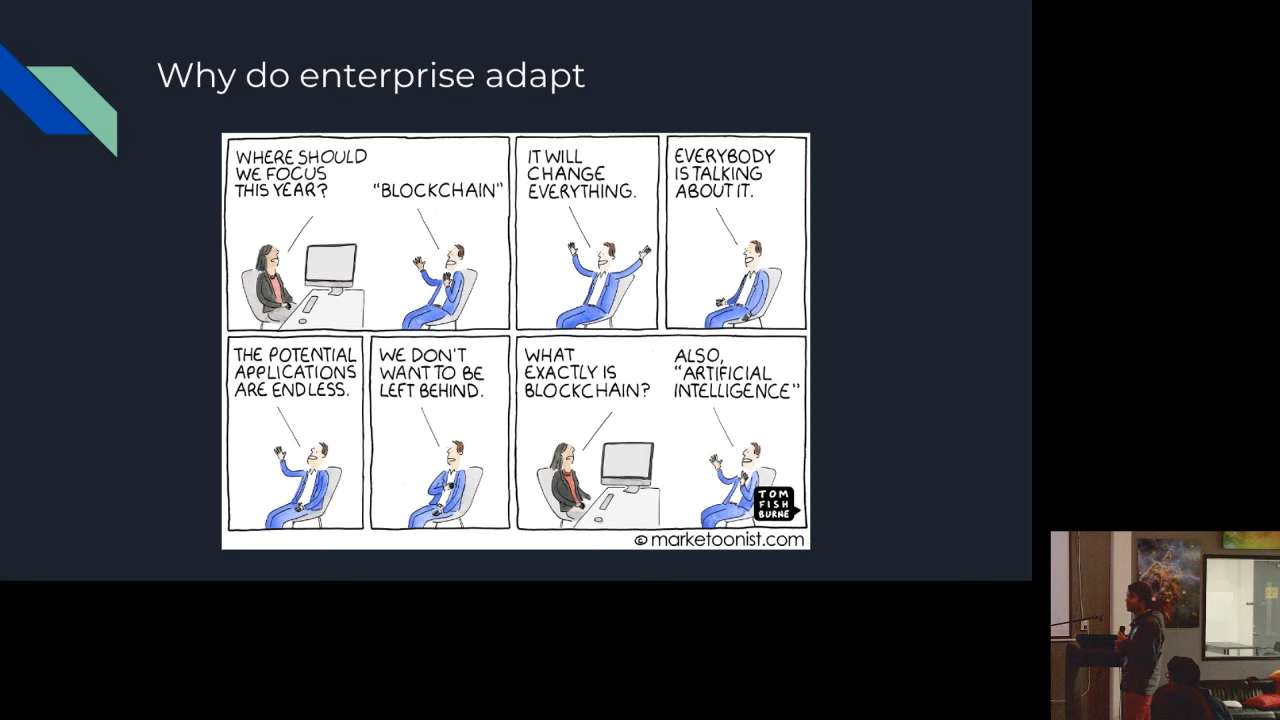 Why do enterprise adapt
WHERE SHOULD
WE FOCUS
THIS YEAR?
"BLOCKCHAIN"
IT WILL
CHANGE
EVERYTHING.
EVERYBODY
IS TALKING
ABOUT IT.
THE POTENTIAL
APPLICATIONS
ARE ENDLESS.
WE DON'T
WANT TO BE
LEFT BEHIND.
WHAT
EXACTLY IS
BLOCKCHAIN?
ALSO,
"ARTIFICIAL
INTELLIGENCE"
TOM
FISH
BURNE
© marketoonist.com